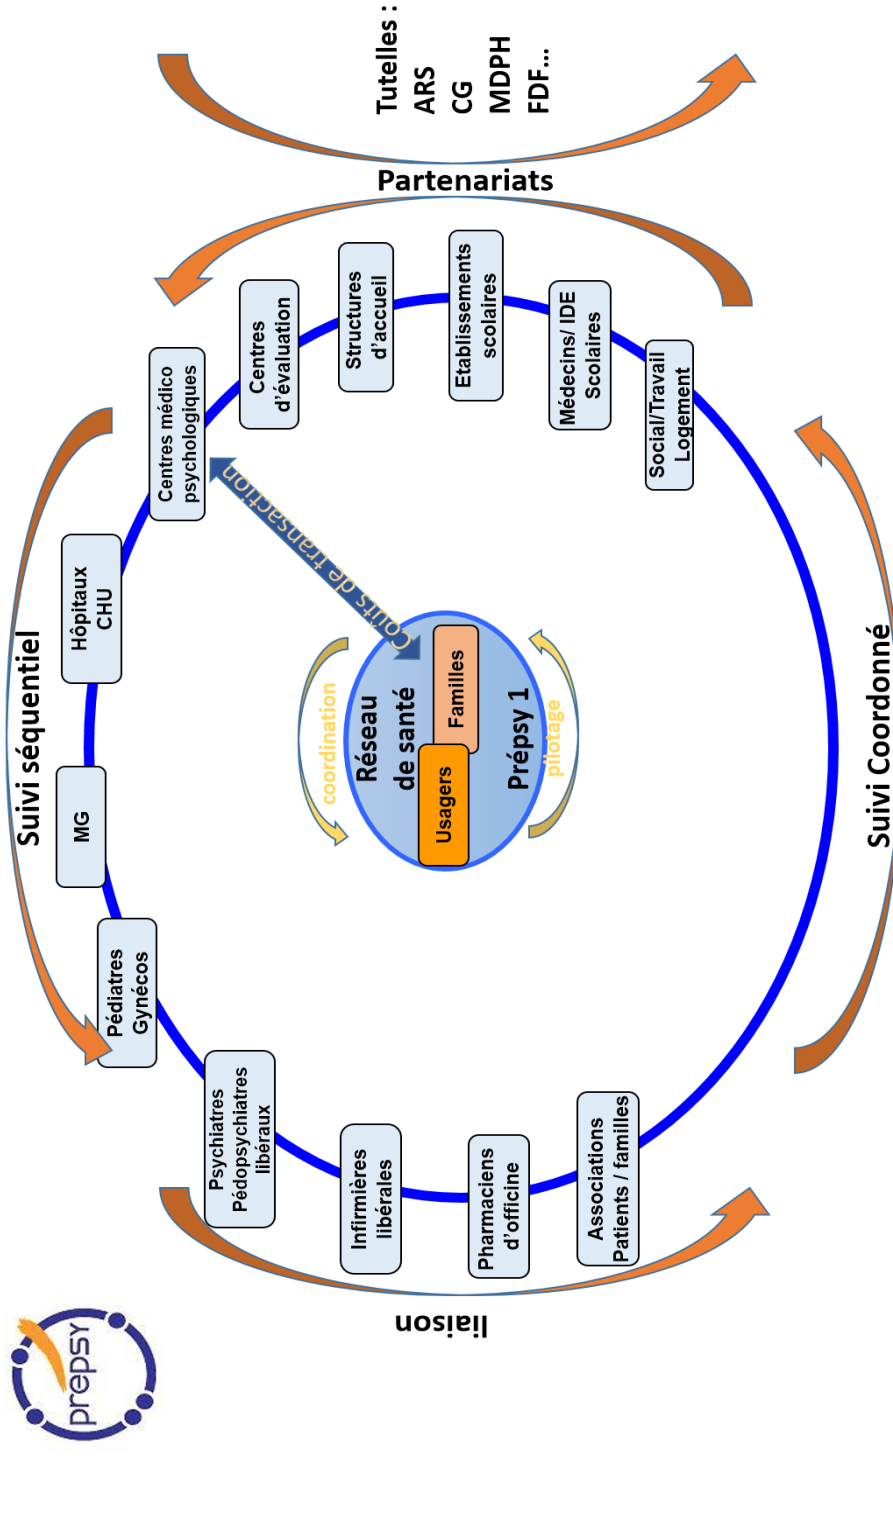 prepsy
Suivi séquentiel
MG
Hôpitaux
CHU
Pédiatres
Gynécos
Centres médico
psychologiques
Psychiatres
Pédopsychiatres
libéraux
Centres
d'évaluation
Infirmières
libérales
Structures
d'accueil
Pharmaciens
d'officine
Etablissements
scolaires
Associations
Patients / familles
Médecins/ IDE
Scolaires
Social/Travail
Logement
liaison
Partenariats
Tutelles :
ARS
CG
MDPH
FDF...
Coûts de transaction
coordination
Réseau
de santé
Usagers
Familles
Prépsy 1
pilotage
Suivi Coordonné